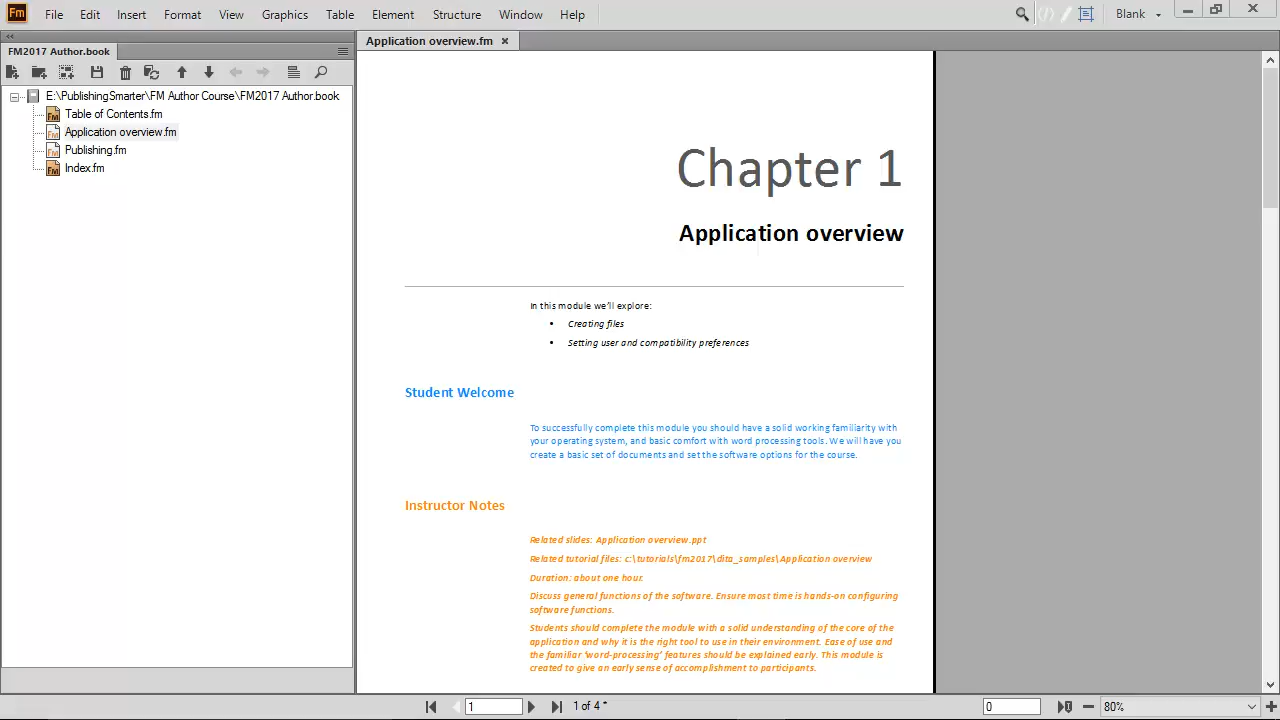 Fm File Edit Insert Format View Graphics Table Element Structure Window Help Blank
FM2017 Author.book
E:\PublishingSmarter\FM Author Course\FM2017 Author.book
Table of Contents.fm
Application overview.fm
Publishing.fm
Index.fm
Application overview.fm
Chapter 1
Application overview
In this module we'll explore:
• Creating files
• Setting user and compatibility preferences
Student Welcome
To successfully complete this module you should have a solid working familiarity with
your operating system, and basic comfort with word processing tools. We will have you
create a basic set of documents and set the software options for the course.
Instructor Notes
Related slides: Application overview.ppt
Related tutorial files: c:\tutorials\fm2017\dita_samples\Application overview
Duration: about one hour.
Discuss general functions of the software. Ensure most time is hands-on configuring
software functions.
Students should complete the module with a solid understanding of the core of the
application and why it is the right tool to use in their environment. Ease of use and
the familiar 'word-processing' features should be explained early. This module is
created to give an early sense of accomplishment to participants.
1 1 of 4 * 0 80%